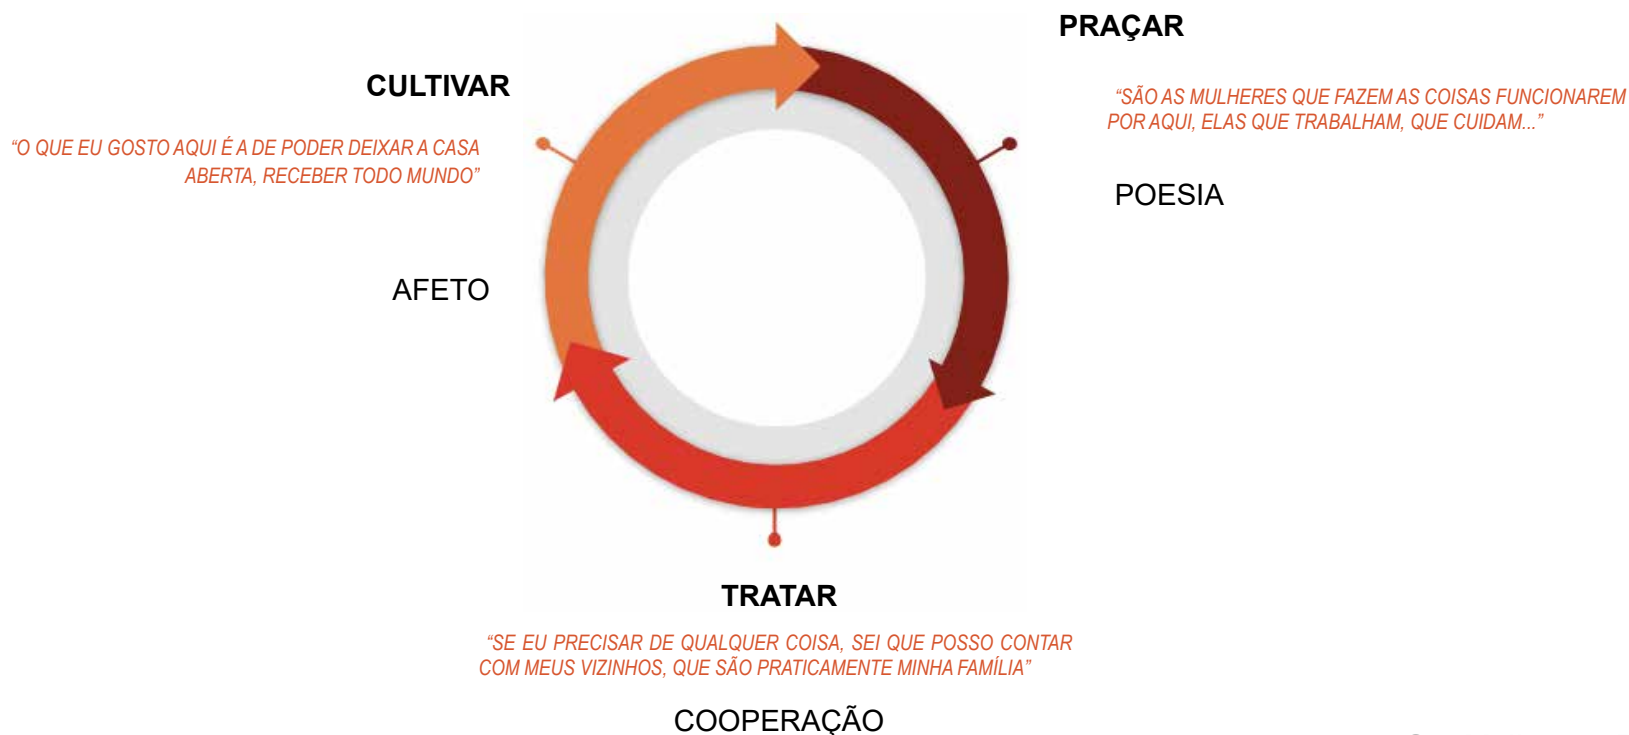 PRAÇAR
CULTIVAR
“SÃO AS MULHERES QUE FAZEM AS COISAS FUNCIONAREM
POR AQUI, ELAS QUE TRABALHAM, QUE CUIDAM...”
“O QUE EU GOSTO AQUI É A DE PODER DEIXAR A CASA
ABERTA, RECEBER TODO MUNDO”
POESIA
AFETO
TRATAR
“SE EU PRECISAR DE QUALQUER COISA, SEI QUE POSSO CONTAR
COM MEUS VIZINHOS, QUE SÃO PRATICAMENTE MINHA FAMÍLIA”
COOPERAÇÃO